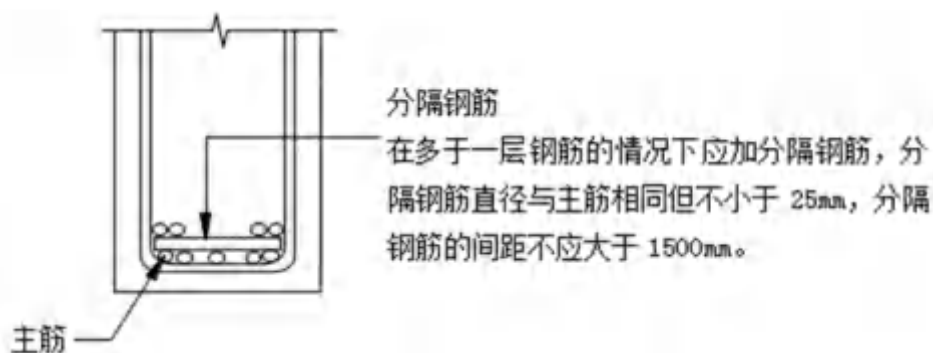 分隔钢筋
在多于一层钢筋的情况下应加分隔钢筋，分
隔钢筋直径与主筋相同但不小于 25mm，分隔
钢筋的间距不应大于 1500mm。
主筋